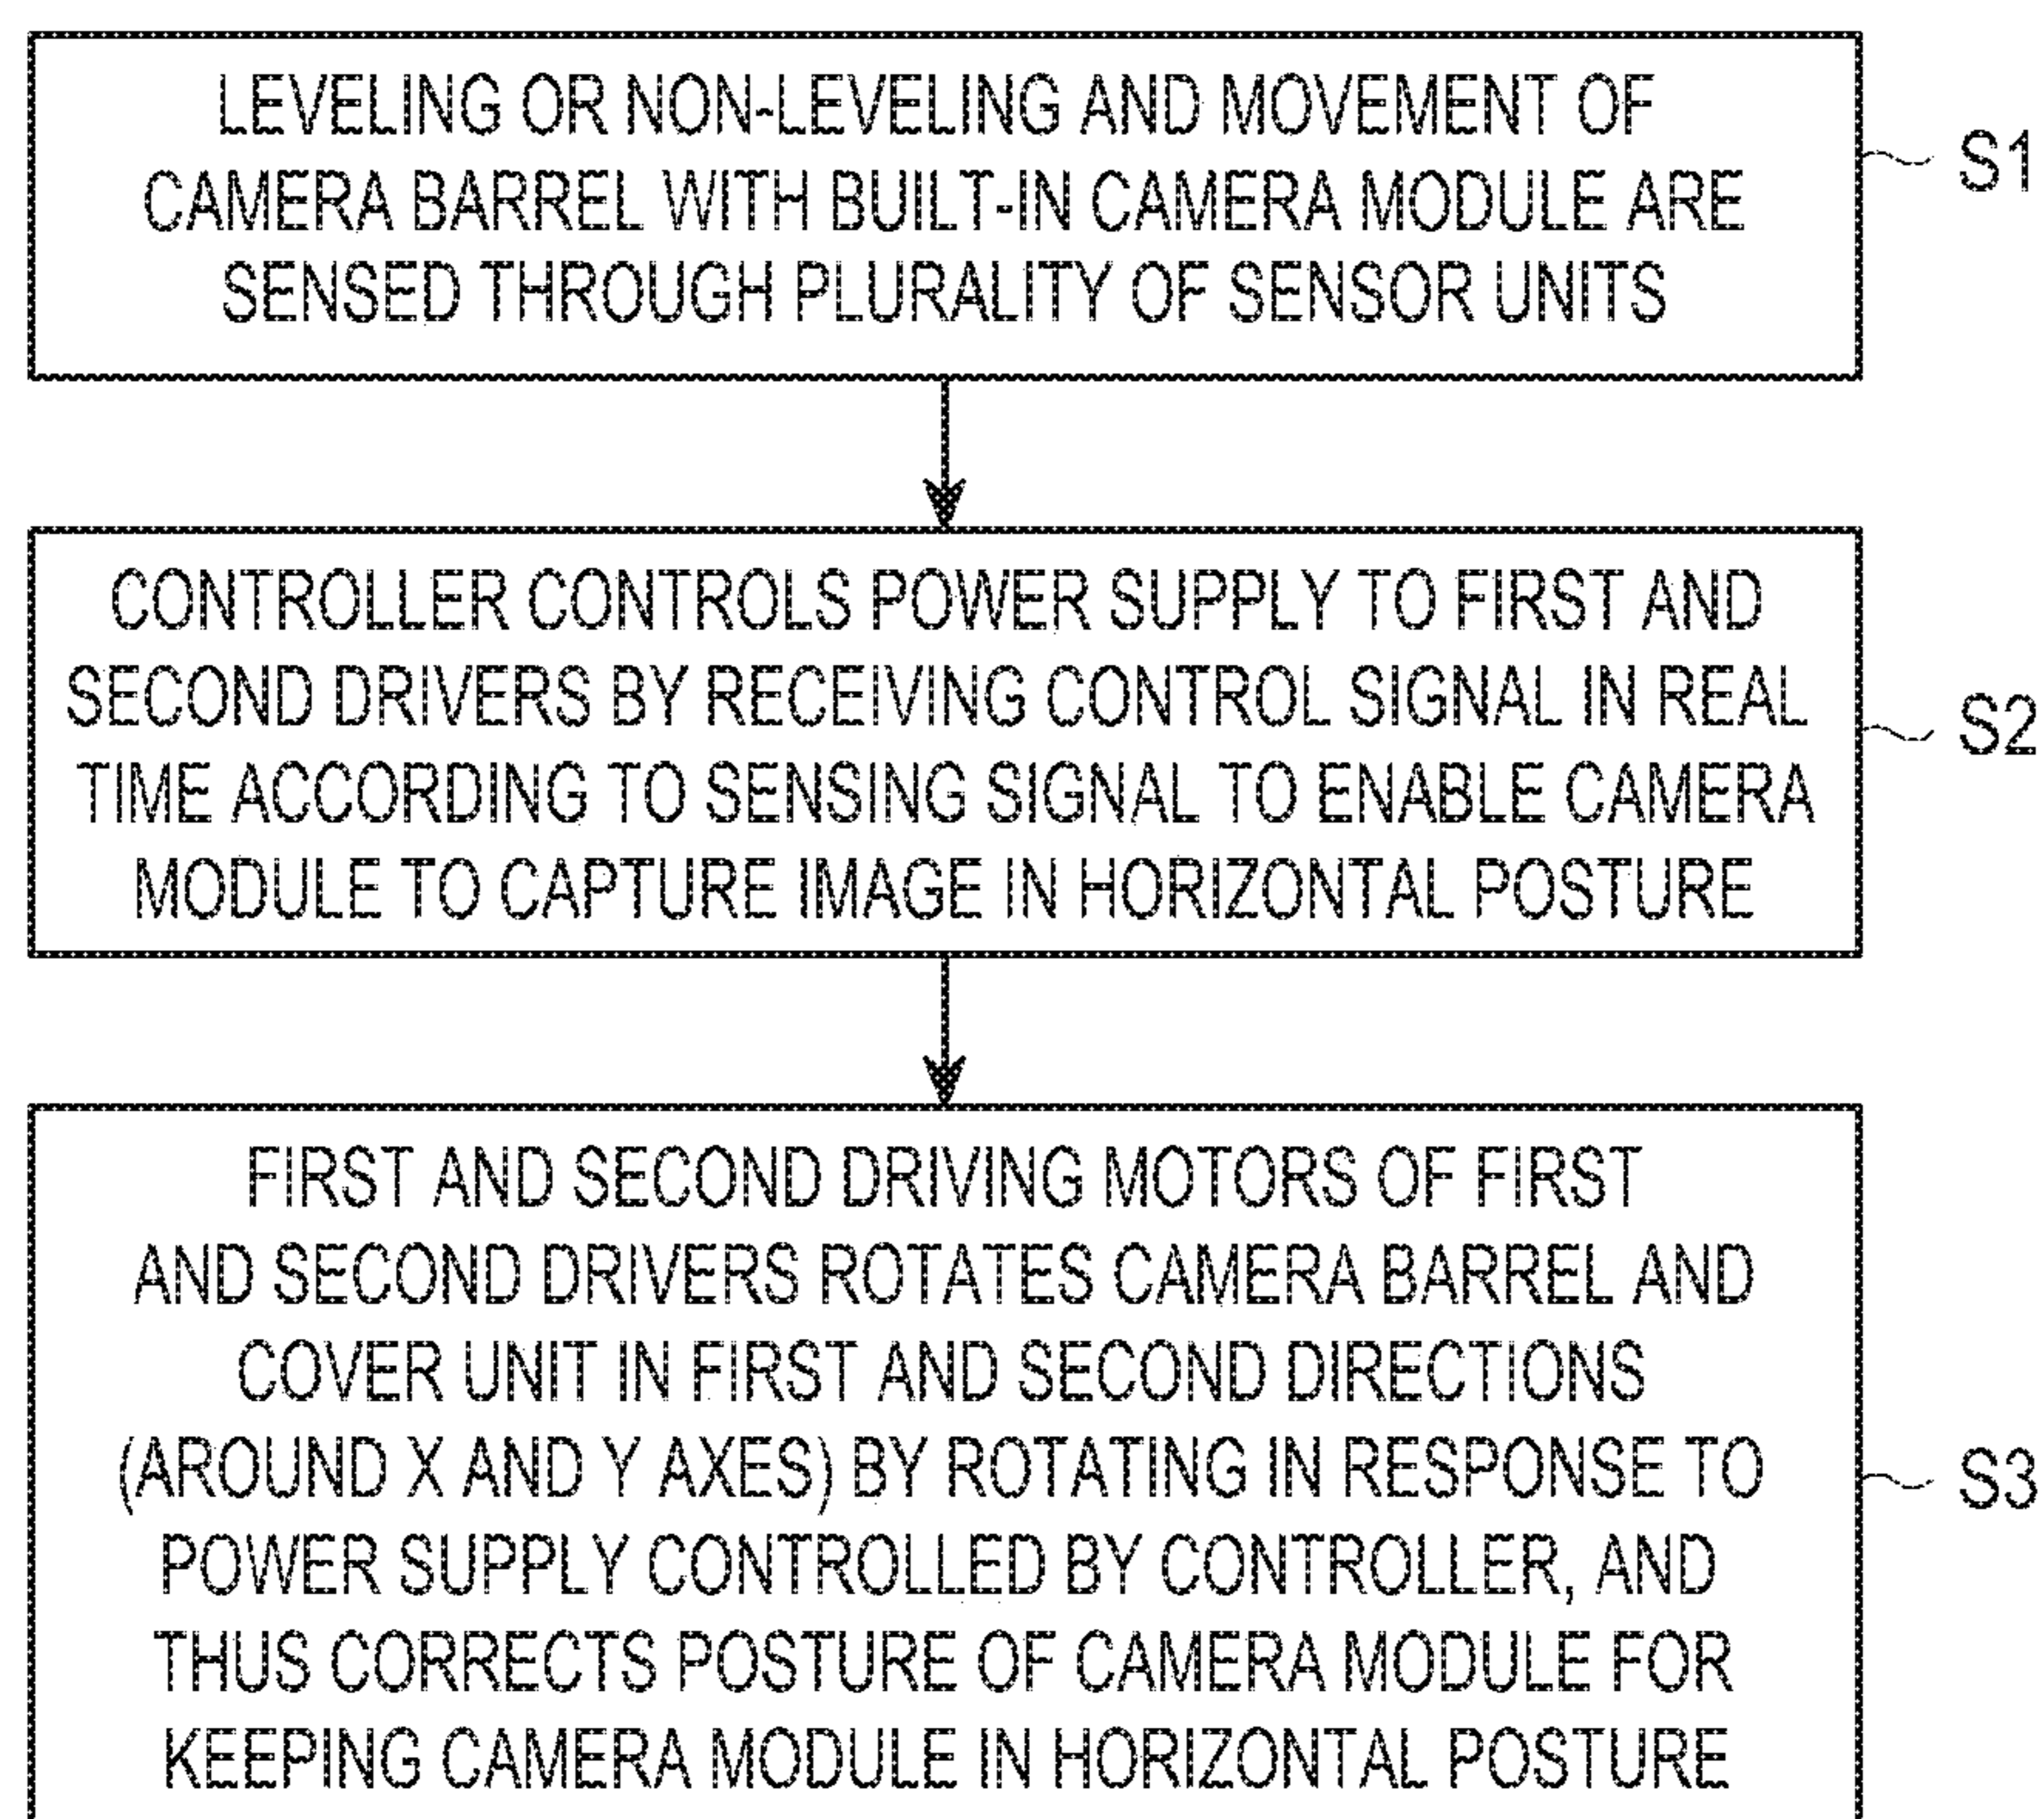 LEVELING OR NON-LEVELING AND MOVEMENT OF
CAMERA BARREL WITH BUILT-IN CAMERA MODULE ARE
SENSED THROUGH PLURALITY OF SENSOR UNITS
S1
CONTROLLER CONTROLS POWER SUPPLY TO FIRST AND
SECOND DRIVERS BY RECEIVING CONTROL SIGNAL IN REAL
TIME ACCORDING TO SENSING SIGNAL TO ENABLE CAMERA
MODULE TO CAPTURE IMAGE IN HORIZONTAL POSTURE
S2
FIRST AND SECOND DRIVING MOTORS OF FIRST
AND SECOND DRIVERS ROTATES CAMERA BARREL AND
COVER UNIT IN FIRST AND SECOND DIRECTIONS
(AROUND X AND Y AXES) BY ROTATING IN RESPONSE TO
POWER SUPPLY CONTROLLED BY CONTROLLER, AND
THUS CORRECTS POSTURE OF CAMERA MODULE FOR
KEEPING CAMERA MODULE IN HORIZONTAL POSTURE
S3